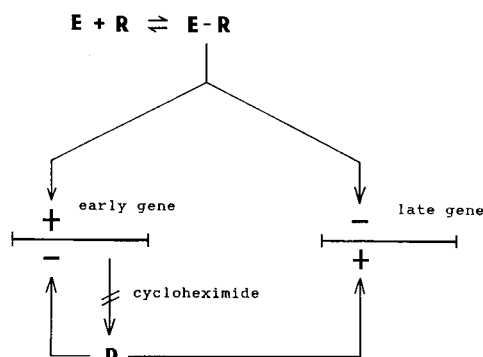 E + R ⇌ E - R
+ early gene
- late gene
-
+
cycloheximide